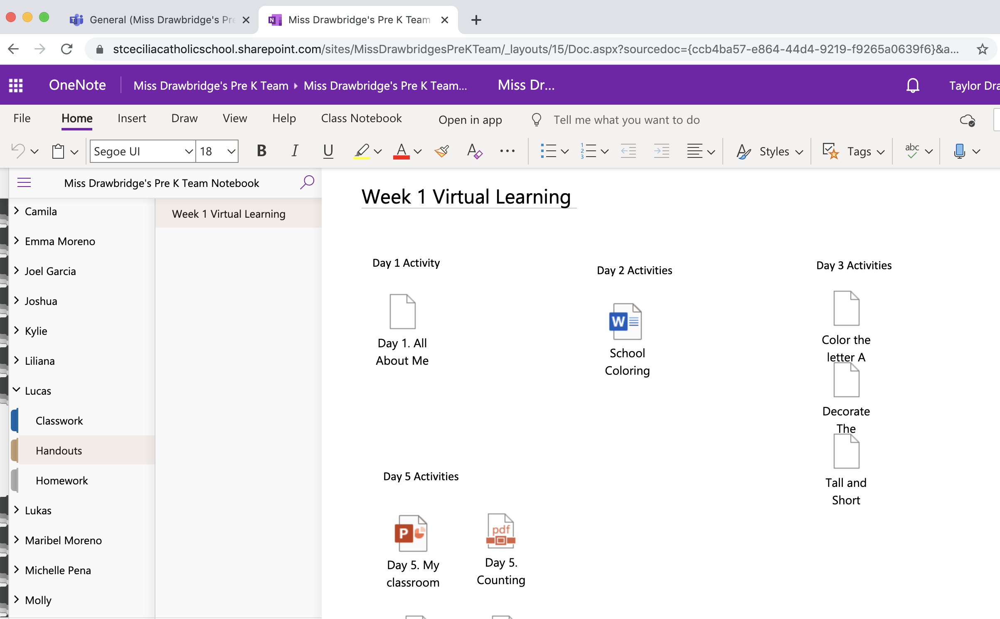 General (Miss Drawbridge's Pre
Miss Drawbridge's Pre K Team
stceciliacatholicschool.sharepoint.com/sites/MissDrawbridgesPreKTeam/_layouts/15/Doc.aspx?sourcedoc={ccb4ba57-e864-44d4-9219-f9265a0639f6}&a...
OneNote Miss Drawbridge's Pre K Team Miss Drawbridge's Pre K Team... Miss Dr... Taylor Dra
File Home Insert Draw View Help Class Notebook Open in app Tell me what you want to do
Segoe UI 18 B I U A A Styles Tags abc
Miss Drawbridge's Pre K Team Notebook
Camila
Emma Moreno
Joel Garcia
Joshua
Kylie
Liliana
Lucas
Classwork
Handouts
Homework
Lukas
Maribel Moreno
Michelle Pena
Molly
Week 1 Virtual Learning
Week 1 Virtual Learning
Day 1 Activity
Day 1. All
About Me
Day 2 Activities
W
School
Coloring
Day 3 Activities
Color the
letter A
Decorate
The
Tall and
Short
Day 5 Activities
P
Day 5. My
classroom
pdf
Day 5.
Counting